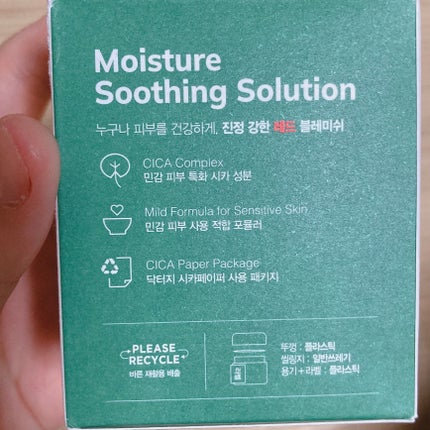 Moisture
Soothing Solution
누구나 피부를 건강하게, 진정 강한 레드 블레미쉬
CICA Complex
민감 피부 특화 시카 성분
Mild Formula for Sensitive Skin
민감 피부 사용 적합 포뮬러
CICA Paper Package
닥터지 시카페이퍼 사용 패키지
PLEASE
RECYCLE
바른 재활용 배출
라벨
뚜껑 : 플라스틱
씰링지 : 일반쓰레기
용기+라벨 : 플라스틱